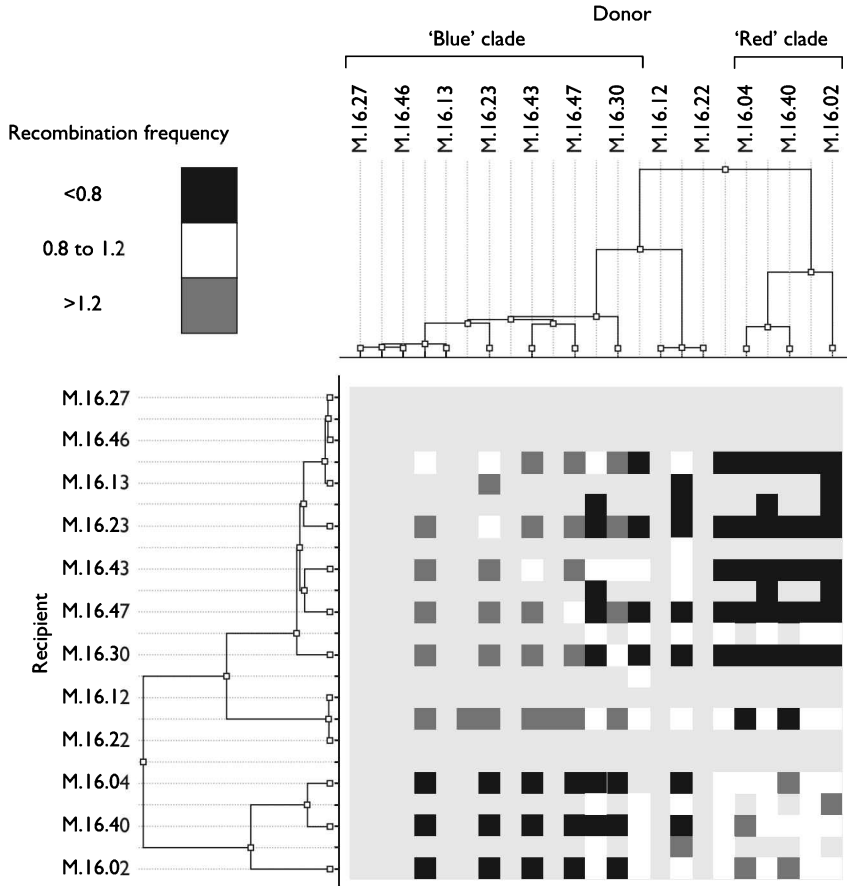 Donor
‘Blue’ clade
‘Red’ clade
M.16.27
M.16.46
M.16.13
M.16.23
M.16.43
M.16.47
M.16.30
M.16.12
M.16.22
M.16.04
M.16.40
M.16.02
Recombination frequency
<0.8
0.8 to 1.2
>1.2
Recipient
M.16.27
M.16.46
M.16.13
M.16.23
M.16.43
M.16.47
M.16.30
M.16.12
M.16.22
M.16.04
M.16.40
M.16.02